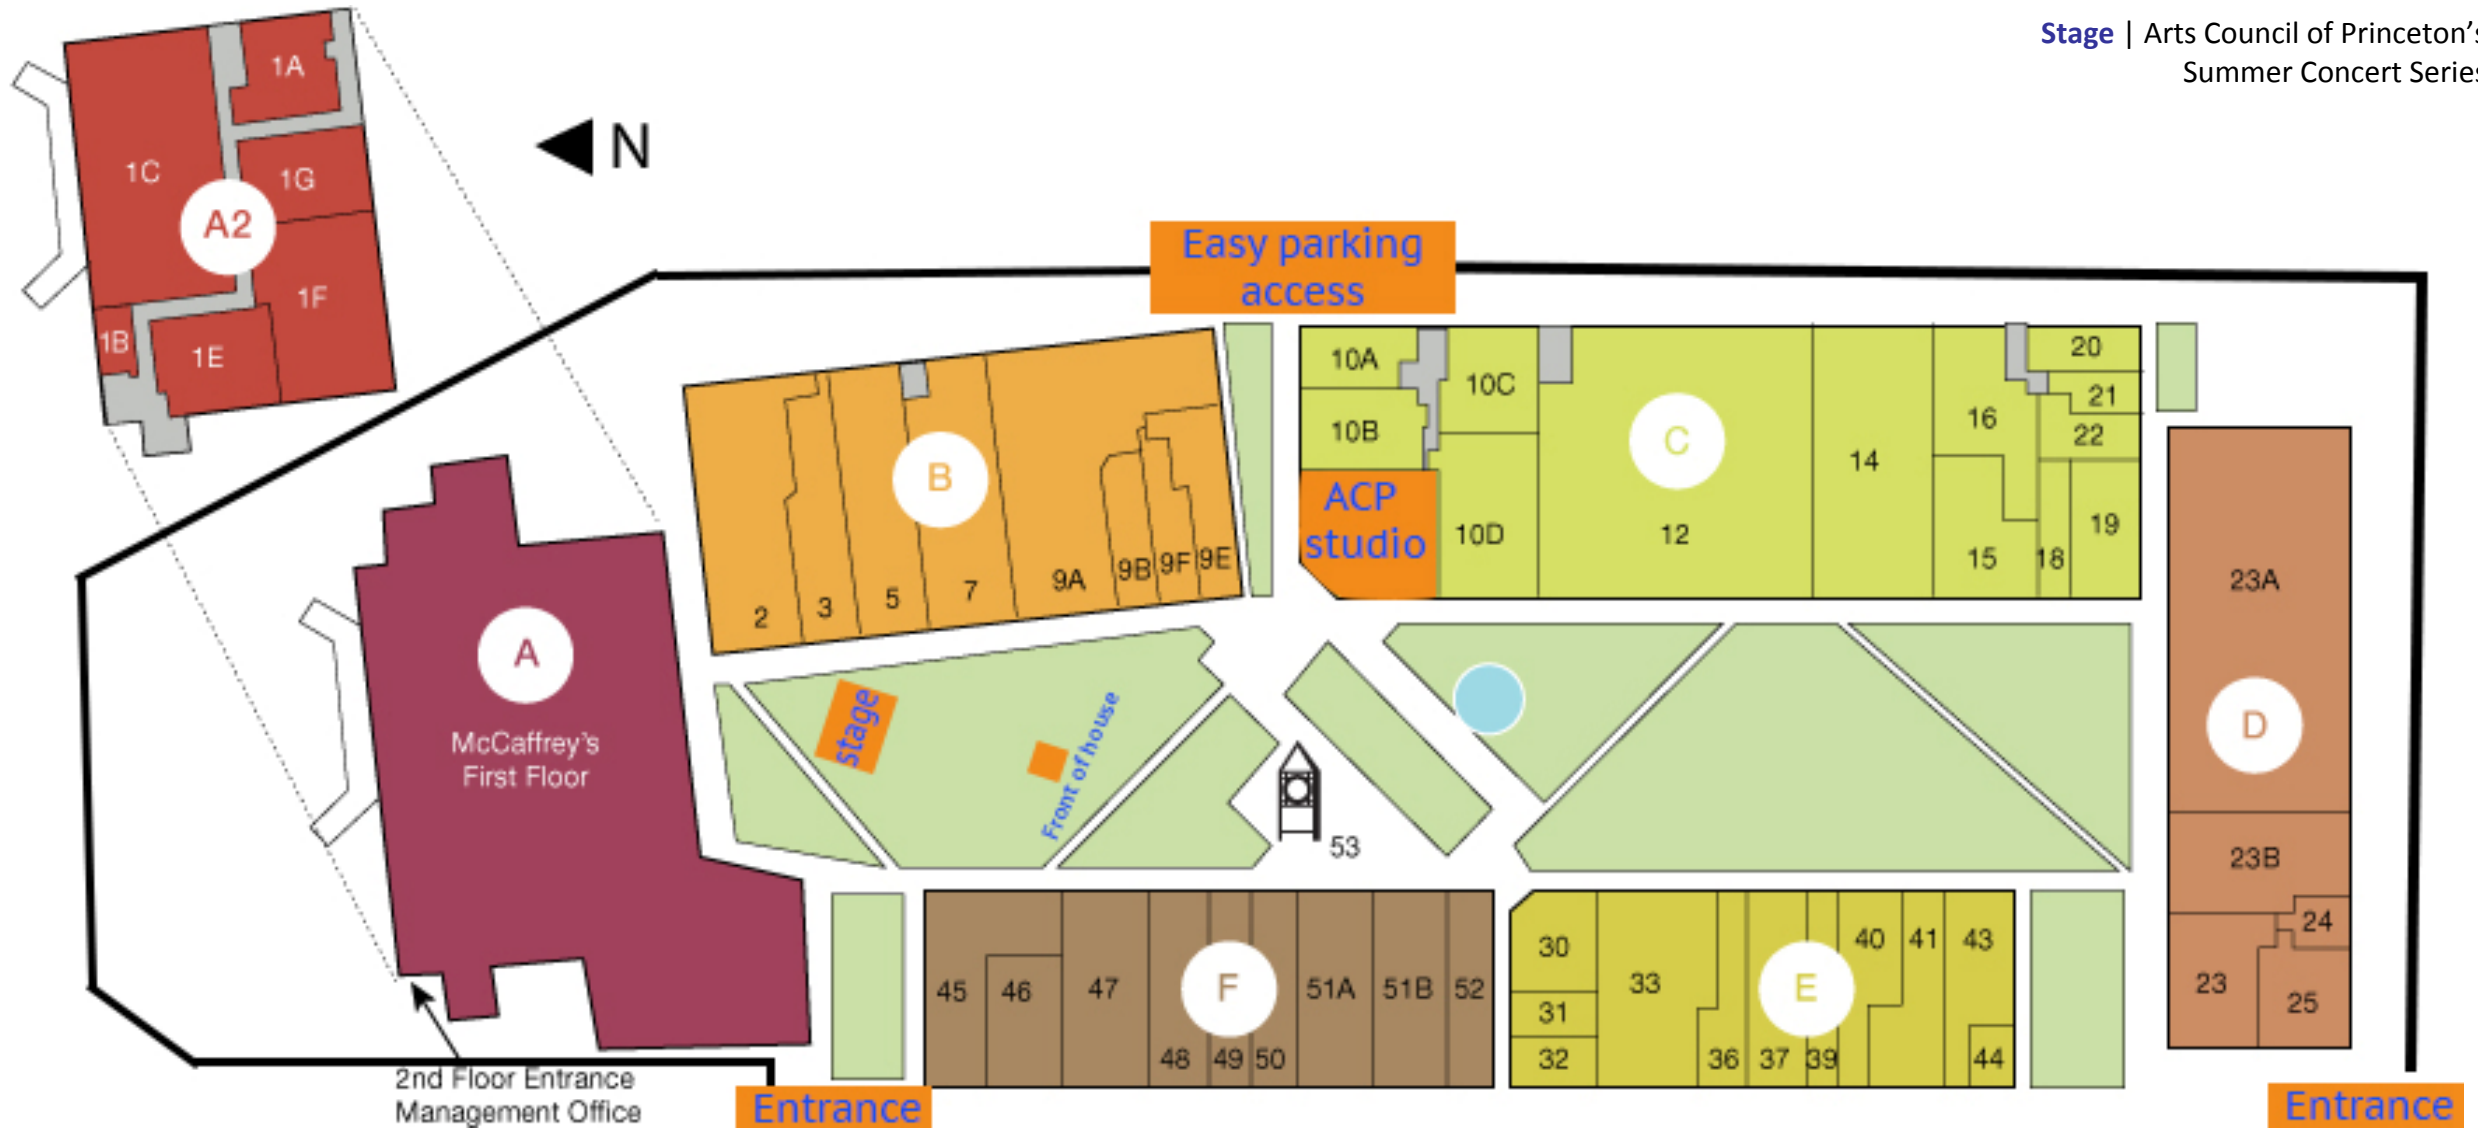 Stage | Arts Council of Princeton's
Summer Concert Series
1A
1C
1G
A2
1F
1B
1E
N
Easy parking
access
A
McCaffrey's
First Floor
B
2
3
5
7
9A
9B
9F
9E
10A
10B
10C
10D
ACP
studio
C
12
14
16
15
18
19
20
21
22
23A
D
23B
24
23
25
stage
Front of house
53
45
46
47
F
48
49
50
51A
51B
52
30
31
32
33
E
36
37
39
40
41
43
44
2nd Floor Entrance
Management Office
Entrance
Entrance